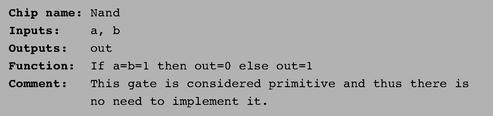 Chip name: Nand
Inputs: a, b
Outputs: out
Function: If a=b=1 then out=0 else out=1
Comment: This gate is considered primitive and thus there is
no need to implement it.